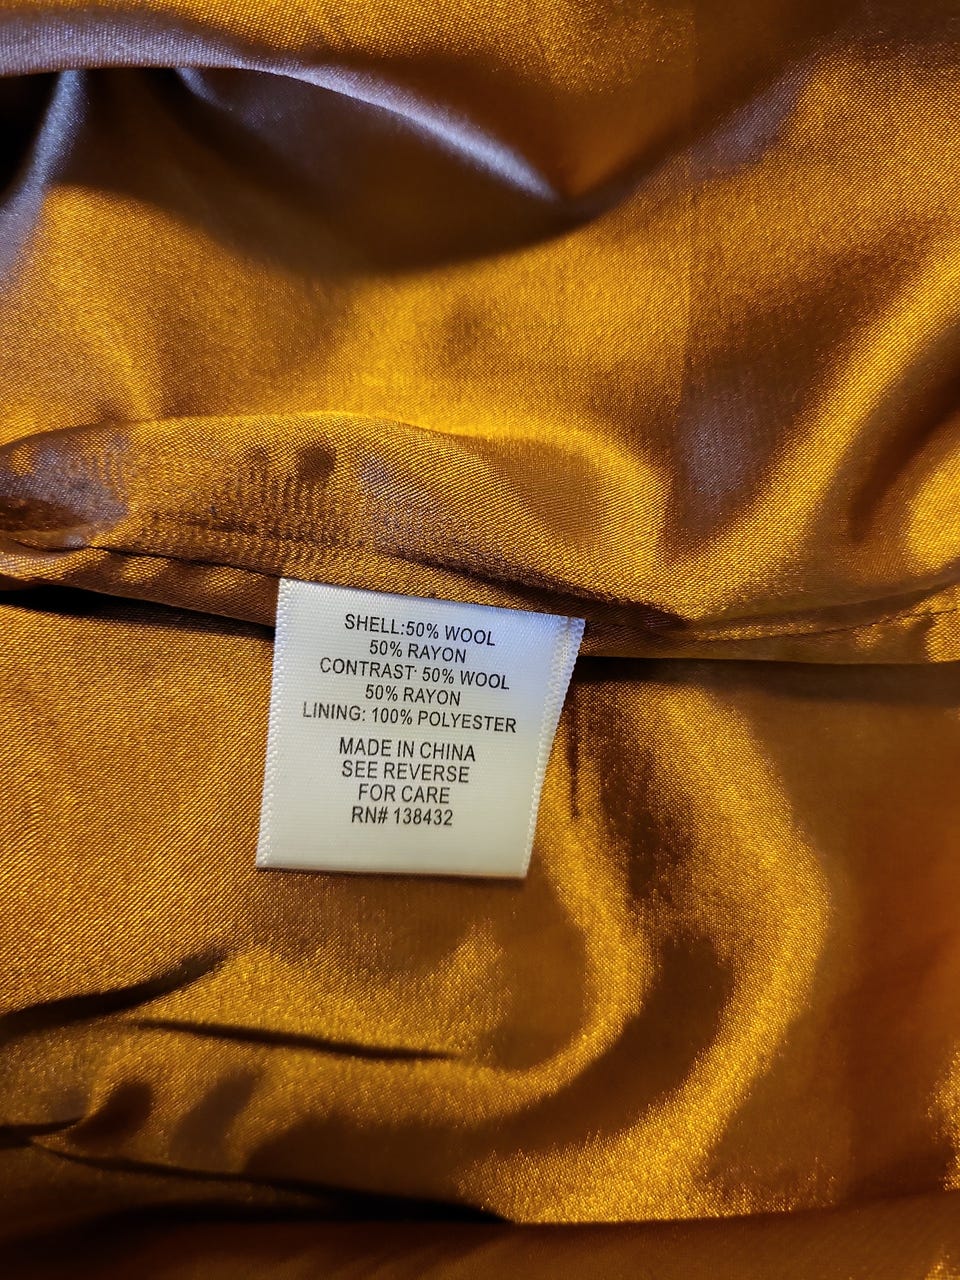 SHELL:50% WOOL
50% RAYON
CONTRAST: 50% WOOL
50% RAYON
LINING: 100% POLYESTER
MADE IN CHINA
SEE REVERSE
FOR CARE
RN# 138432